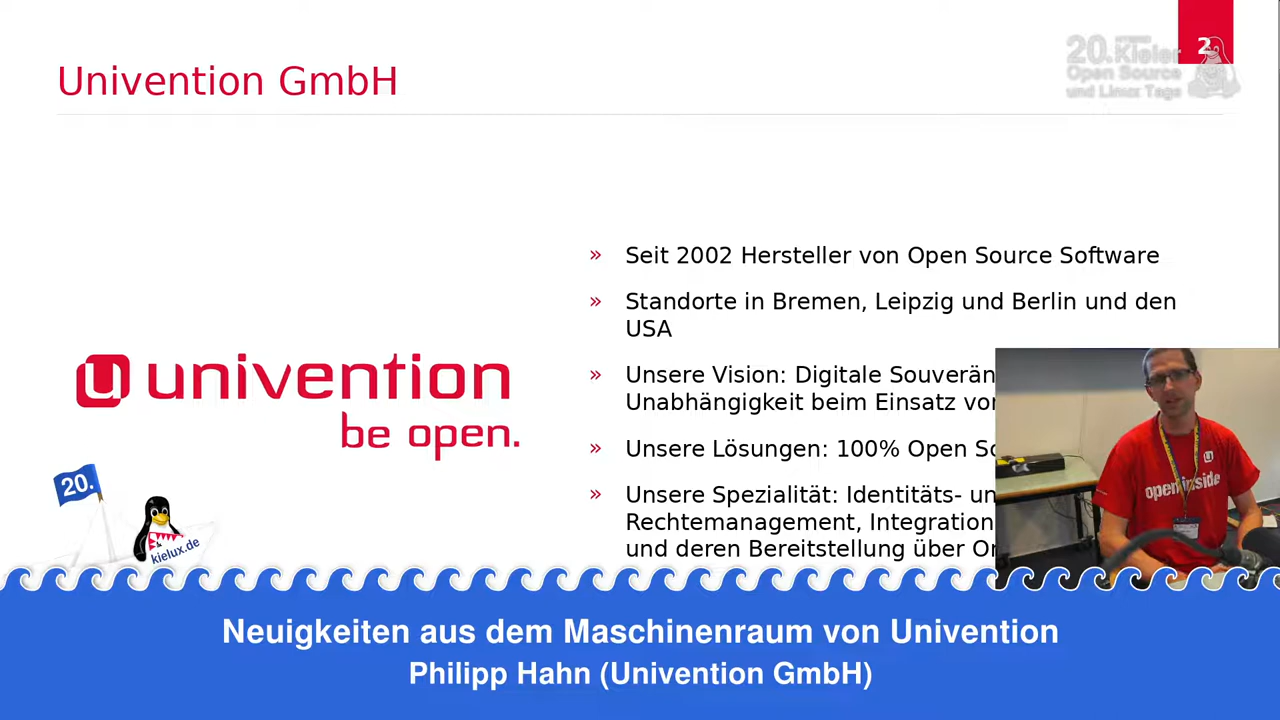 Univention GmbH
2
20. Kieler
Open Source
und Linux Tage
» Seit 2002 Hersteller von Open Source Software
» Standorte in Bremen, Leipzig und Berlin und den
USA
» Unsere Vision: Digitale Souverän
Unabhängigkeit beim Einsatz vo
» Unsere Lösungen: 100% Open So
» Unsere Spezialität: Identitäts- un
Rechtemanagement, Integration
und deren Bereitstellung über O
u univention
be open.
20.
kielux.de
open inside
Neuigkeiten aus dem Maschinenraum von Univention
Philipp Hahn (Univention GmbH)